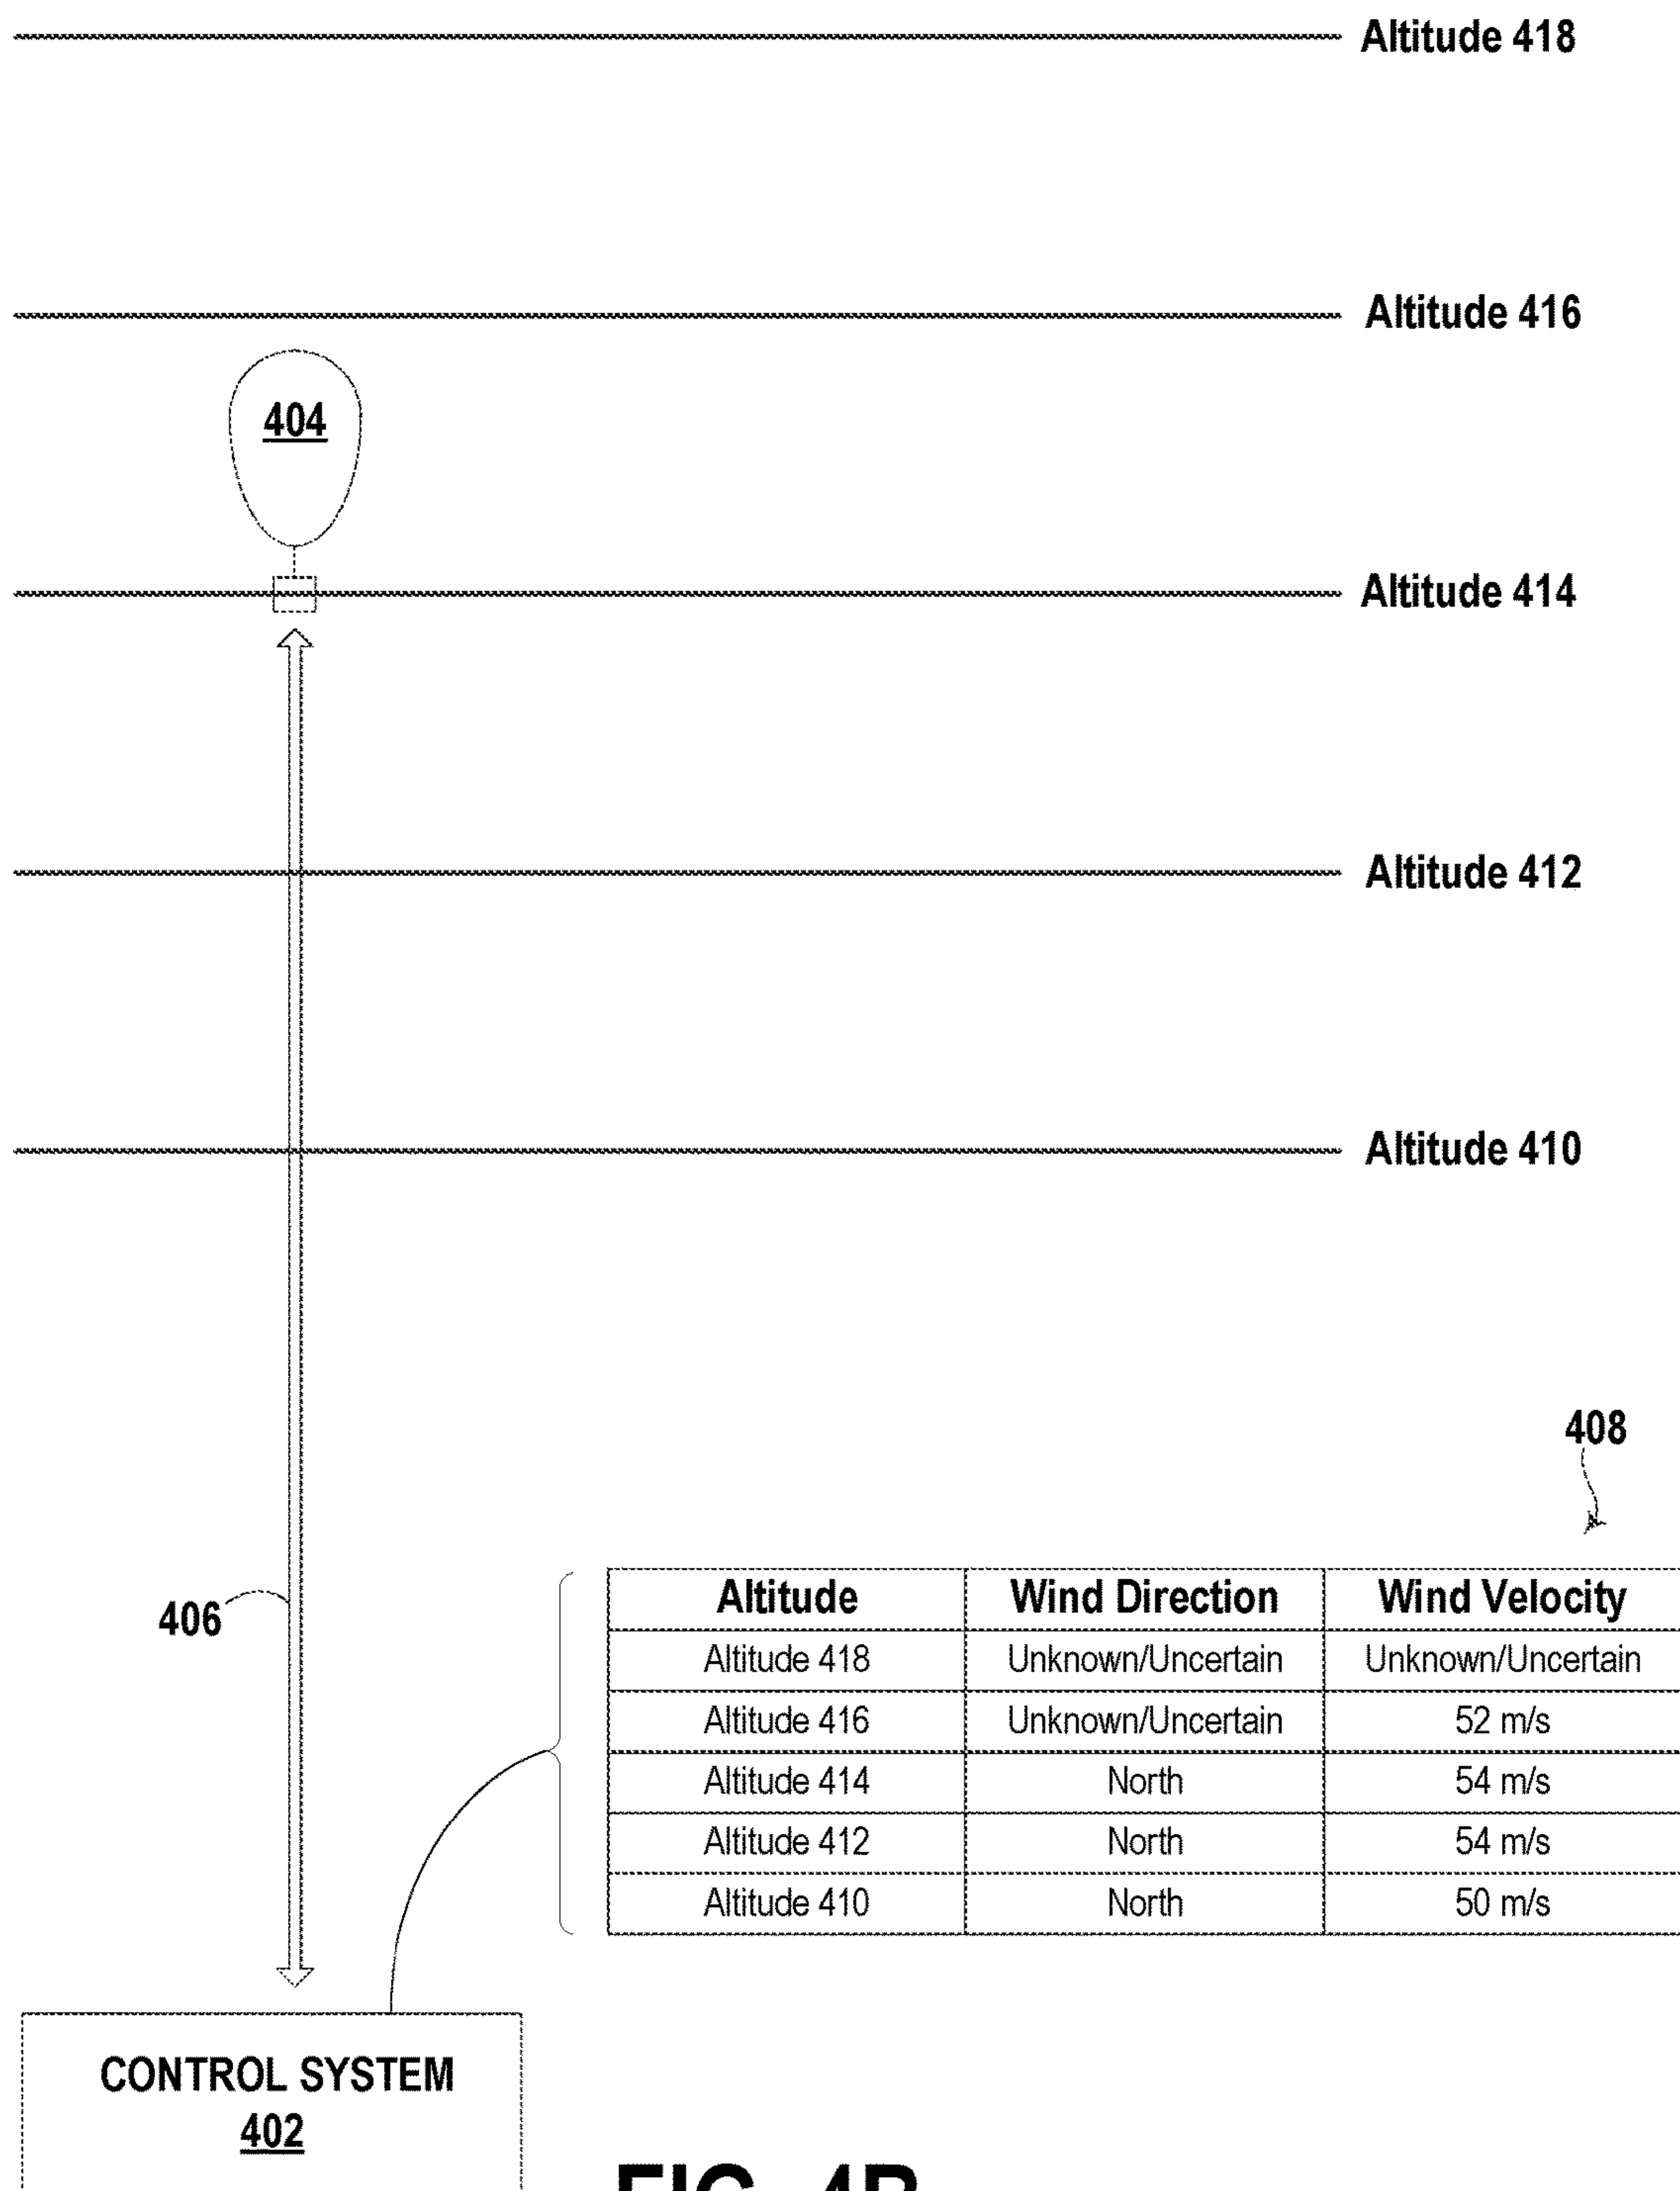 Altitude 418
Altitude 416
404
Altitude 414
Altitude 412
Altitude 410
408
406
Altitude Wind Direction Wind Velocity
Altitude 418 Unknown/Uncertain Unknown/Uncertain
Altitude 416 Unknown/Uncertain 52 m/s
Altitude 414 North 54 m/s
Altitude 412 North 54 m/s
Altitude 410 North 50 m/s
CONTROL SYSTEM
402
FIG. 4B